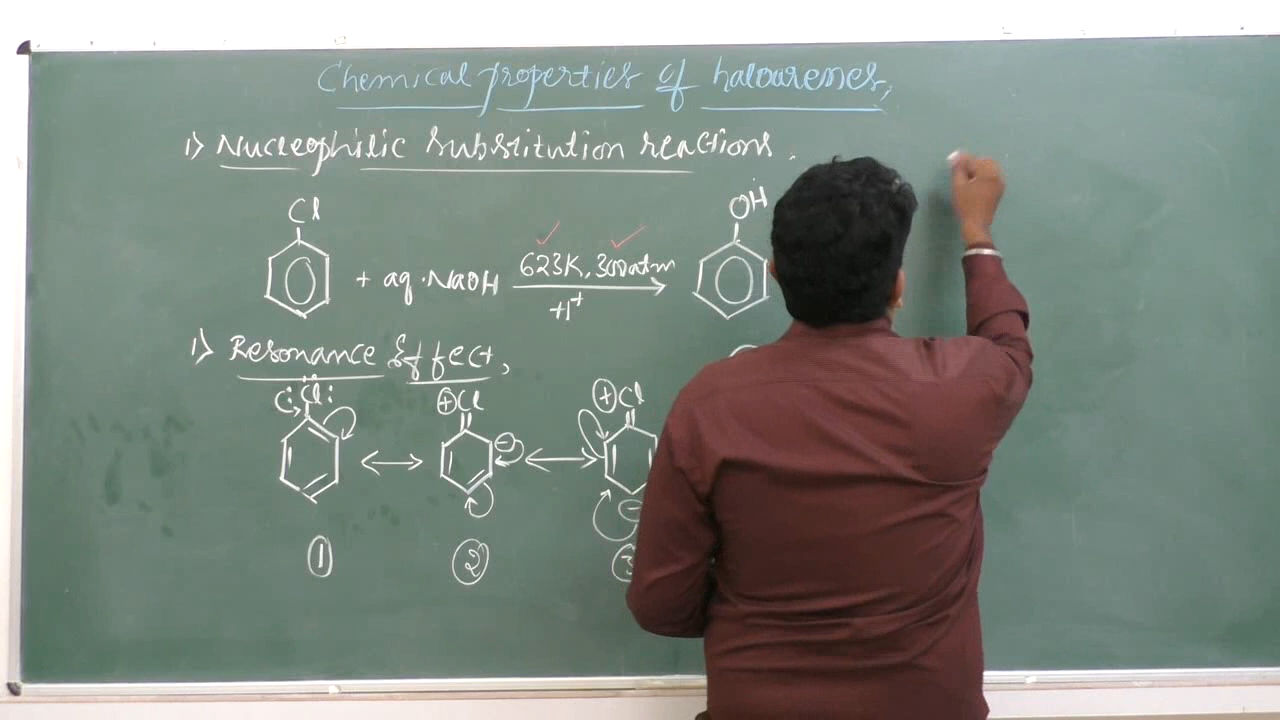 Chemical properties of haloarenes,
1) Nucleophilic substitution reactions.
Cl
OH
+ aq. NaOH
623K, 300atm
+H+
1) Resonance Effect,
:Cl:
+Cl
+Cl
-
-
1
2
3